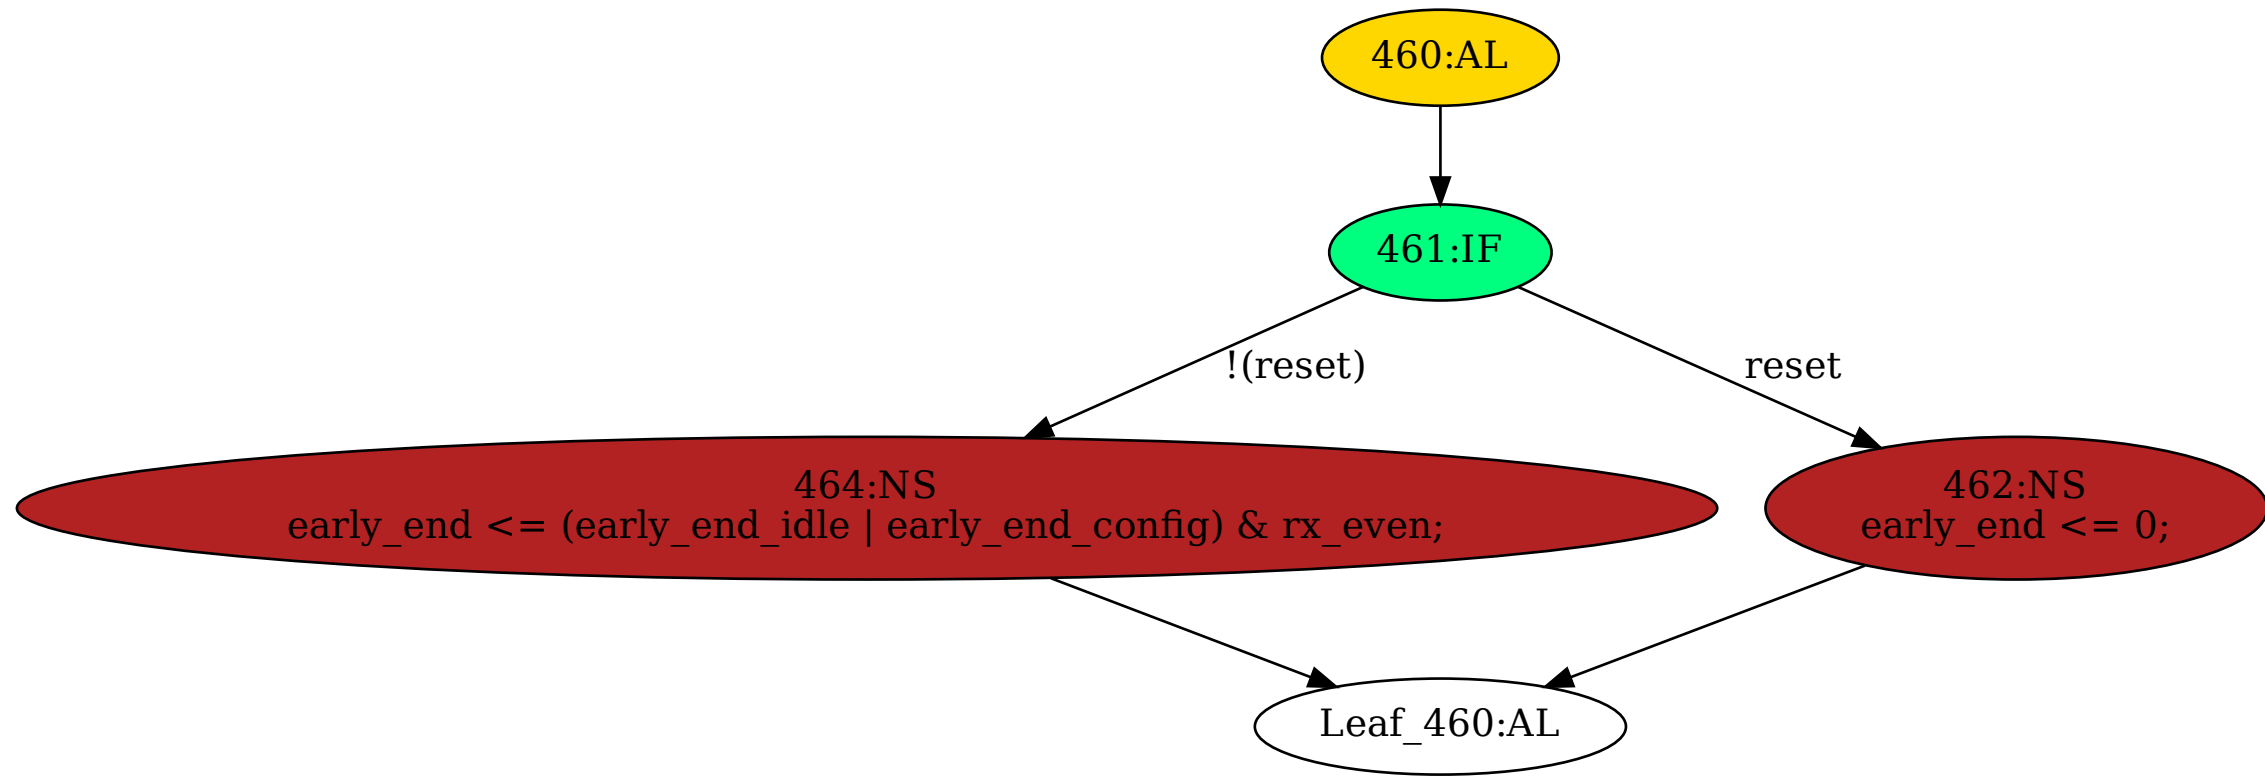 460:AL
461:IF
!(reset)
reset
464:NS
early_end <= (early_end_idle | early_end_config) & rx_even;
462:NS
early_end <= 0;
Leaf_460:AL